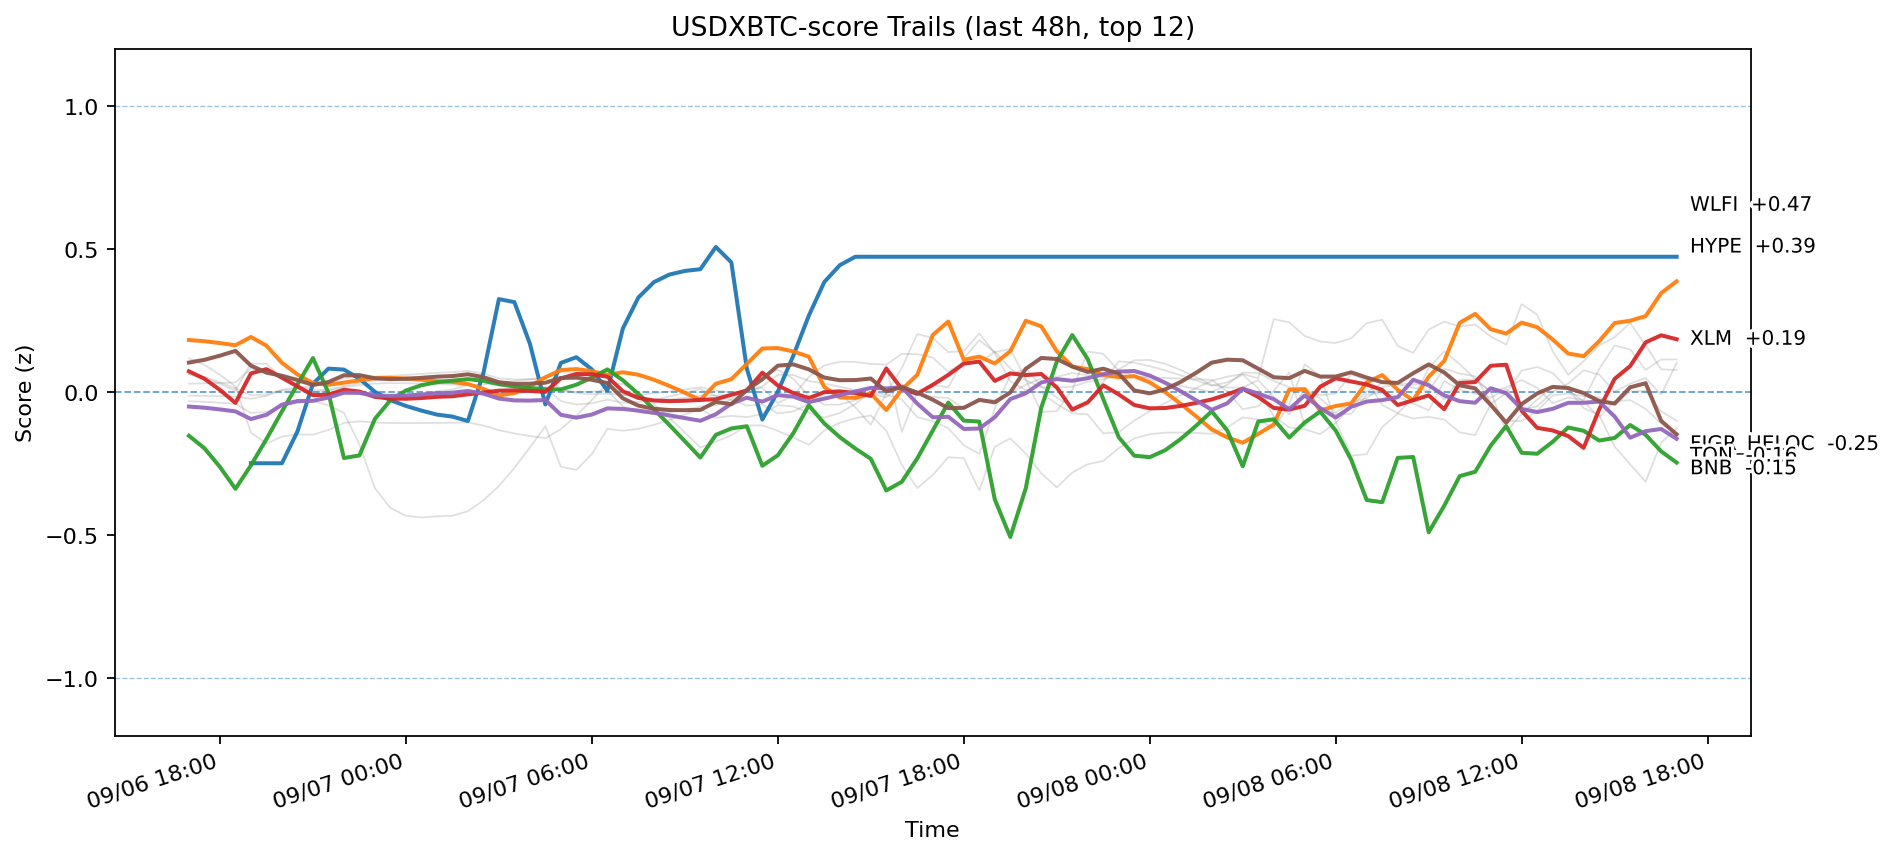 USDXBTC-score Trails (last 48h, top 12)
Score (z)
1.0
0.5
0.0
−0.5
−1.0
WLFI +0.47
HYPE +0.39
XLM +0.19
FIGR_HELOC -0.25
TON -0.16
BNB -0.15
09/06 18:00
09/07 00:00
09/07 06:00
09/07 12:00
09/07 18:00
09/08 00:00
09/08 06:00
09/08 12:00
09/08 18:00
Time